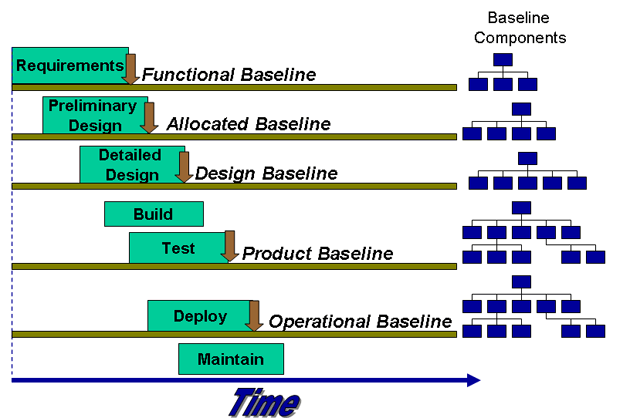 Baseline
Components
Requirements
Functional Baseline
Preliminary
Design
Allocated Baseline
Detailed
Design
Design Baseline
Build
Test
Product Baseline
Deploy
Operational Baseline
Maintain
Time